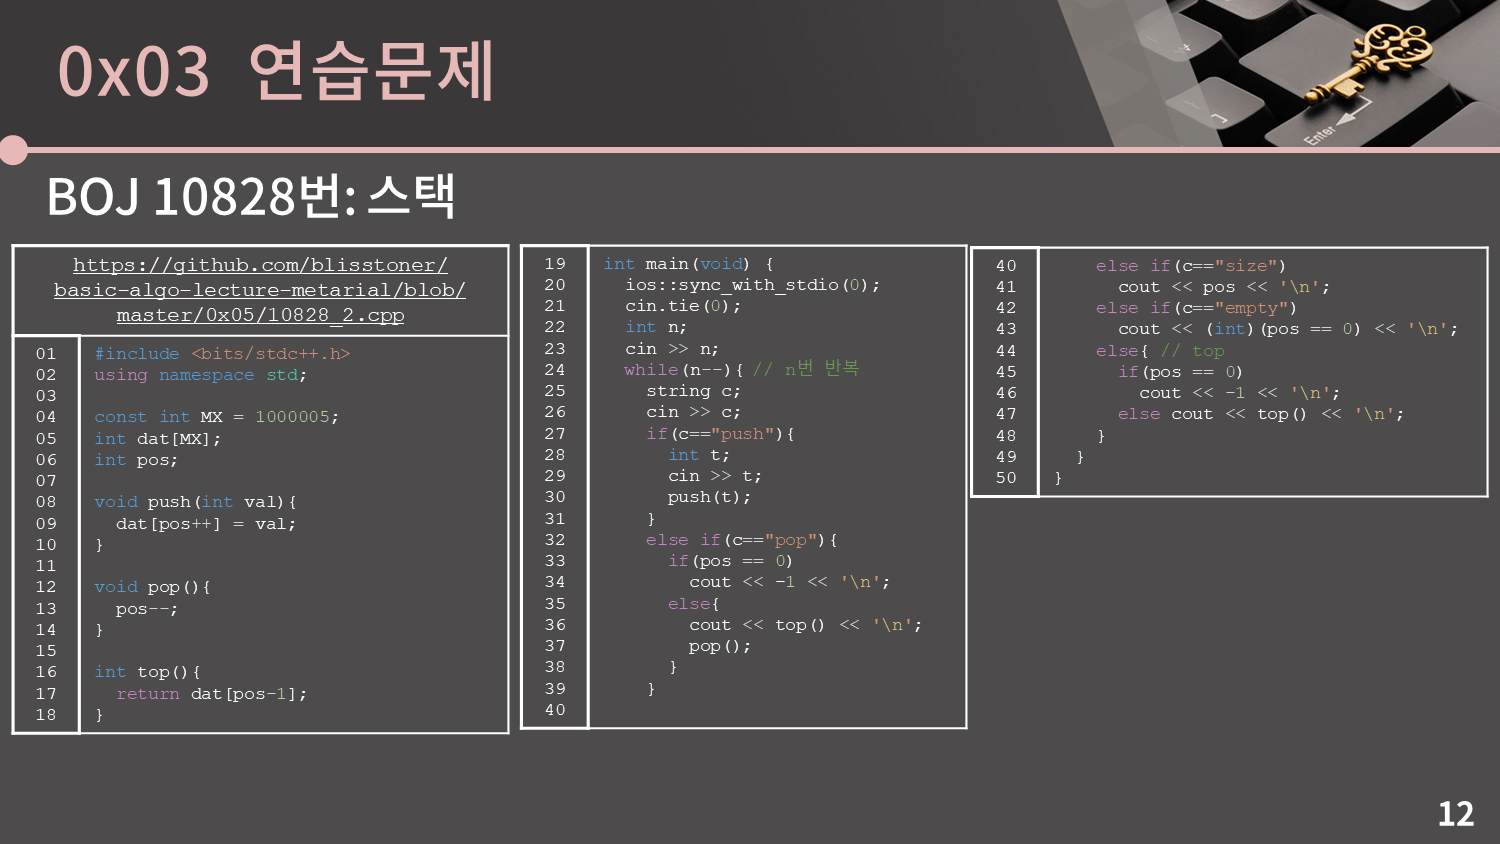 0x03 연습문제
Enter
BOJ 10828번: 스택
https://github.com/blisstoner/
basic-algo-lecture-metarial/blob/
master/0x05/10828_2.cpp
01 #include <bits/stdc++.h>
02 using namespace std;
03
04 const int MX = 1000005;
05 int dat[MX];
06 int pos;
07
08 void push(int val){
09   dat[pos++] = val;
10 }
11
12 void pop(){
13   pos--;
14 }
15
16 int top(){
17   return dat[pos-1];
18 }
19 int main(void) {
20   ios::sync_with_stdio(0);
21   cin.tie(0);
22   int n;
23   cin >> n;
24   while(n--){ // n번 반복
25     string c;
26     cin >> c;
27     if(c=="push"){
28       int t;
29       cin >> t;
30       push(t);
31     }
32     else if(c=="pop"){
33       if(pos == 0)
34         cout << -1 << '\n';
35       else{
36         cout << top() << '\n';
37         pop();
38       }
39     }
40
40     else if(c=="size")
41       cout << pos << '\n';
42     else if(c=="empty")
43       cout << (int)(pos == 0) << '\n';
44     else{ // top
45       if(pos == 0)
46         cout << -1 << '\n';
47       else cout << top() << '\n';
48     }
49   }
50 }
12